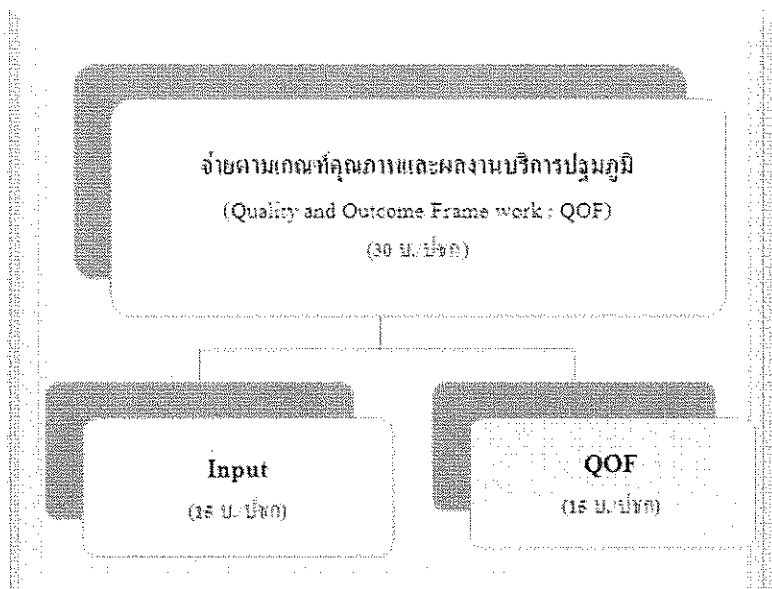 จ่ายตามเกณฑ์คุณภาพและผลงานบริการปฐมภูมิ
(Quality and Outcome Frame work : QOF)
(30 บ./ปชก)
Input
(15 บ./ปชก)
QOF
(15 บ./ปชก)